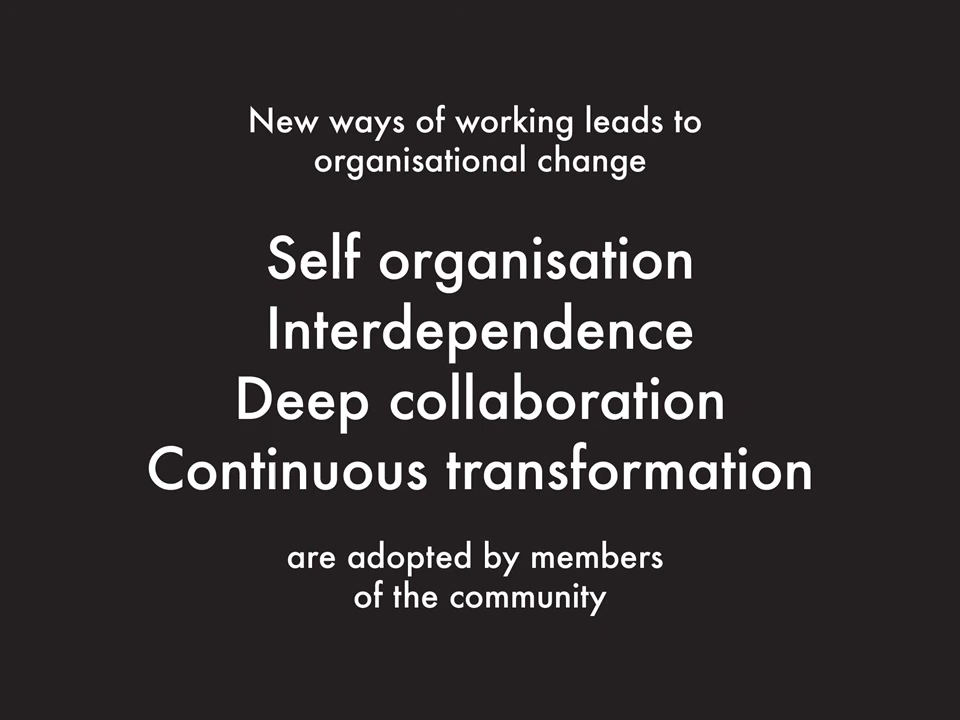 New ways of working leads to
organisational change
Self organisation
Interdependence
Deep collaboration
Continuous transformation
are adopted by members
of the community